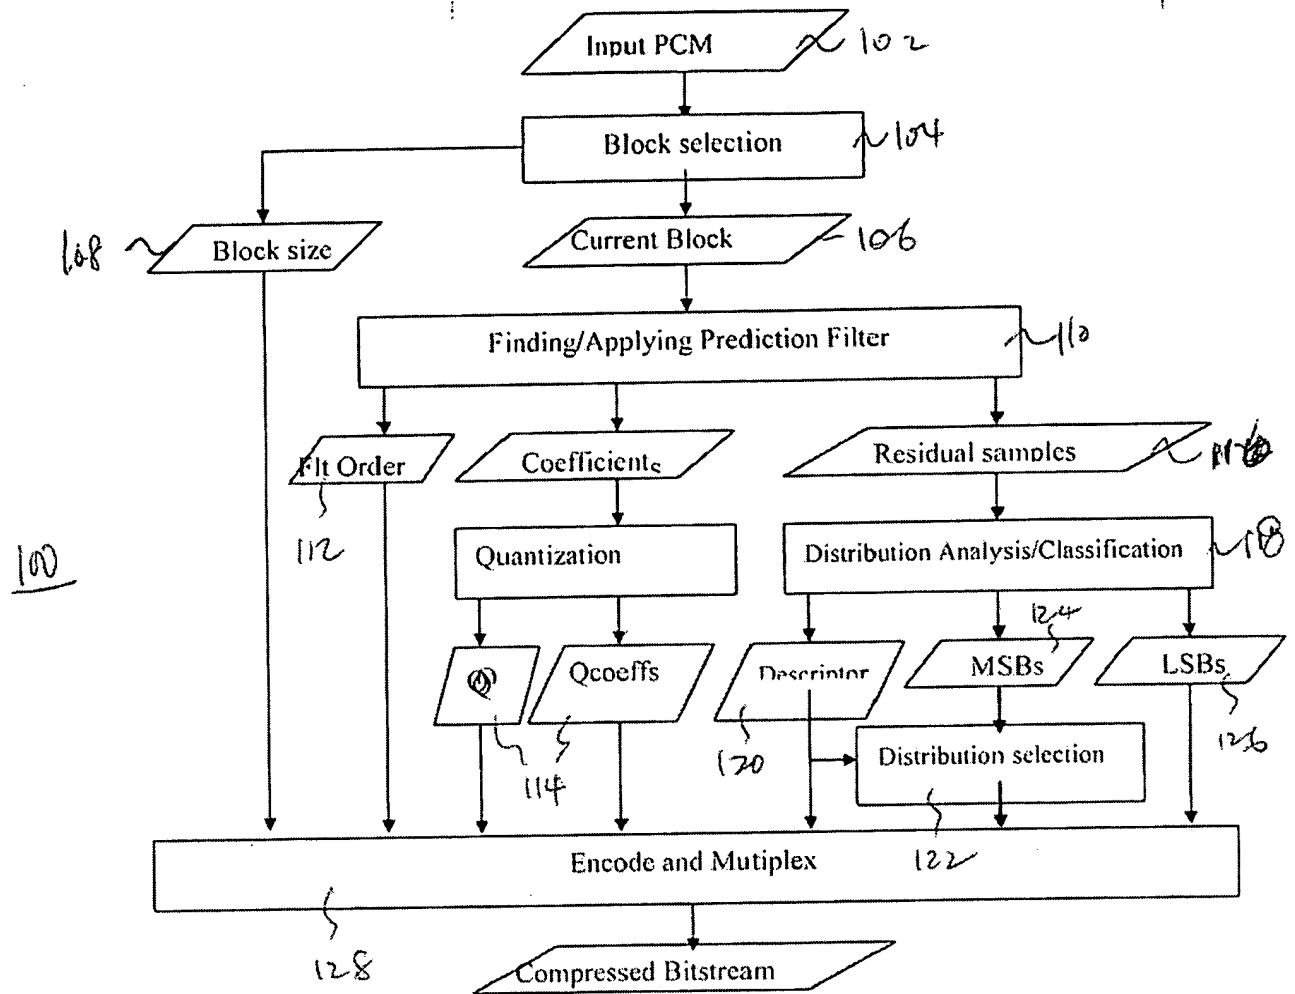 Input PCM 102
Block selection 104
108 Block size
Current Block 106
Finding/Applying Prediction Filter 110
Flt Order
Coefficients
Residual samples
112
Quantization
Distribution Analysis/Classification
100
124
Qcoeffs
Descriptor
MSBs
LSBs
114
120
Distribution selection
126
122
Encode and Mutiplex
128
Compressed Bitstream